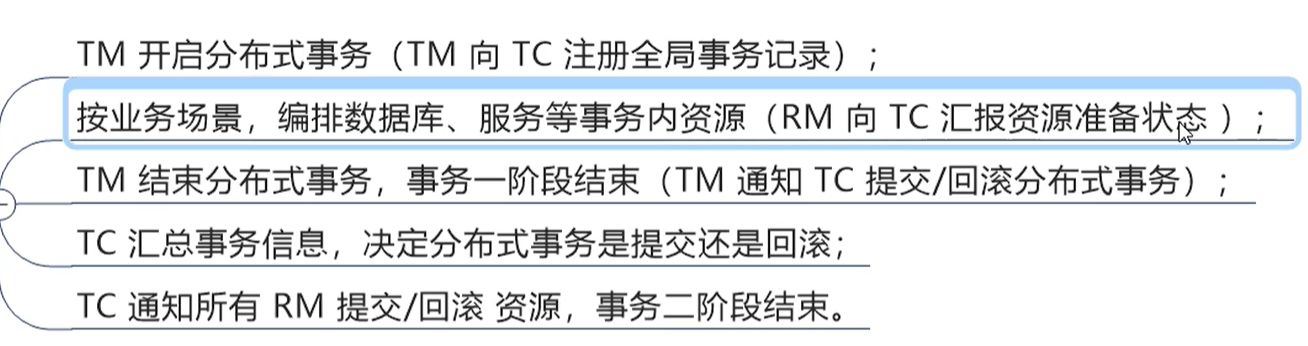 TM 开启分布式事务（TM 向 TC 注册全局事务记录）；
按业务场景，编排数据库、服务等事务内资源（RM 向 TC 汇报资源准备状态 ）；
TM 结束分布式事务，事务一阶段结束（TM 通知 TC 提交/回滚分布式事务）；
TC 汇总事务信息，决定分布式事务是提交还是回滚；
TC 通知所有 RM 提交/回滚 资源，事务二阶段结束。